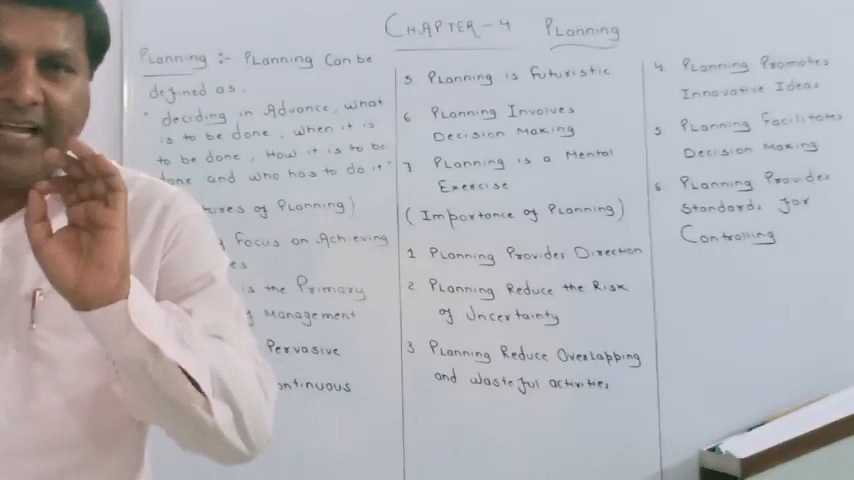 CHAPTER - 4 Planning
Planning :- Planning Can be
defined as.
" deciding in Advance, what
is to be done, when it is
to be done, How it is to be
done and who has to do it "
of Planning)
Focus on Achieving
the Primary
Management
Pervasive
5 Planning is Futuristic
6 Planning Involves
Decision Making
7 Planning is a Mental
Exercise
(Importance of Planning)
1 Planning Provides Direction
2 Planning Reduce the Risk
of Uncertainty
3 Planning Reduce Overlapping
and wasteful activities
4 Planning Promotes
Innovative Ideas
5 Planning Facilitates
Decision Making
6 Planning Provides
Standards for
Controlling